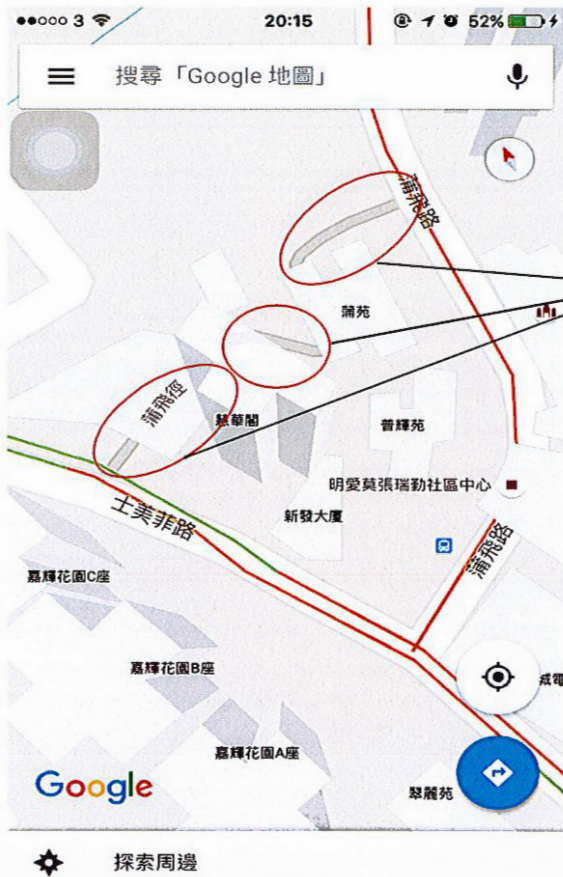 3 20:15 52%
搜尋「Google 地圖」
蒲飛路
蒲苑
蒲飛徑
慈華閣
普輝苑
明愛莫張瑞勤社區中心
新發大廈
士美菲路
蒲飛路
嘉輝花園C座
嘉輝花園B座
嘉輝花園A座
翠麗苑
Google
探索周邊